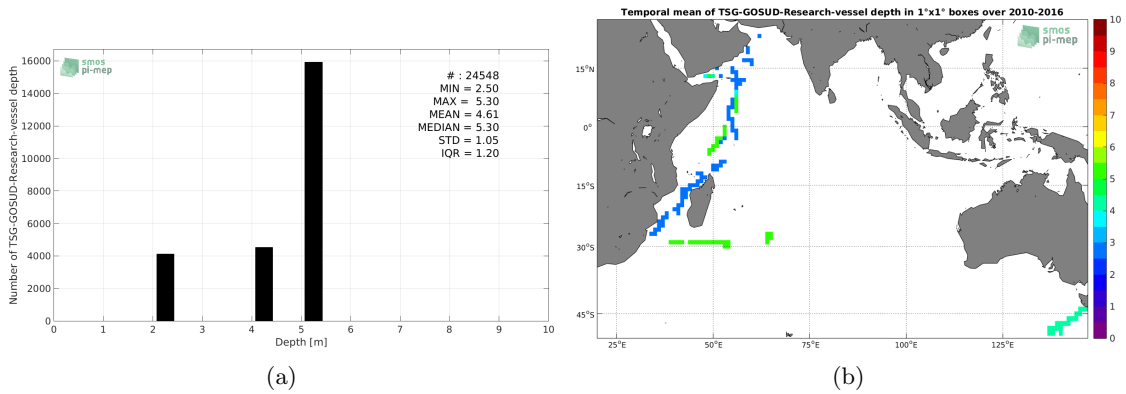 smos
pi-mep
# : 24548
MIN = 2.50
MAX = 5.30
MEAN = 4.61
MEDIAN = 5.30
STD = 1.05
IQR = 1.20
Number of TSG-GOSUD-Research-vessel depth
16000
14000
12000
10000
8000
6000
4000
2000
0
0 1 2 3 4 5 6 7 8 9 10
Depth [m]
(a)
Temporal mean of TSG-GOSUD-Research-vessel depth in 1°x1° boxes over 2010-2016
smos
pi-mep
15°N
0°
15°S
30°S
45°S
25°E 50°E 75°E 100°E 125°E
10
9
8
7
6
5
4
3
2
1
0
(b)